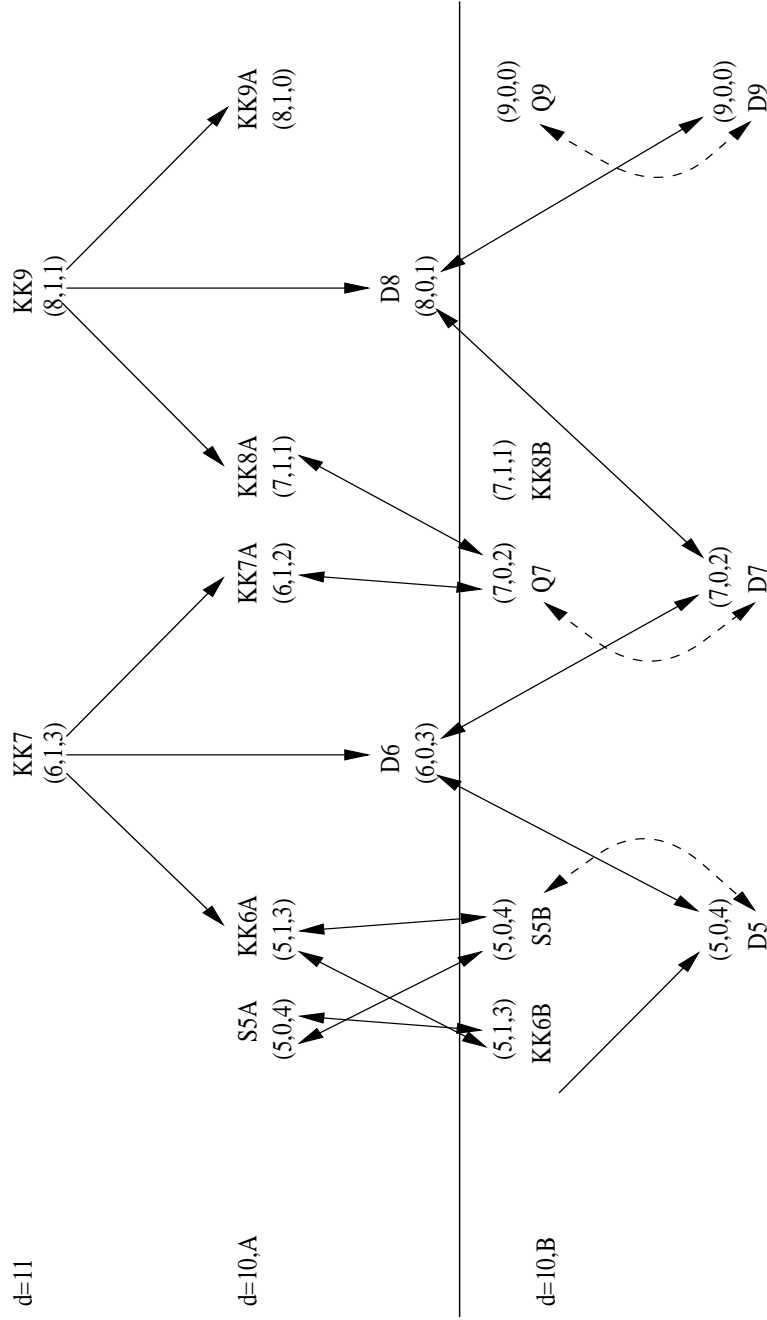 d=11 KK7 KK9
(6,1,3) (8,1,1)
d=10,A S5A KK6A KK7A KK8A KK9A
(5,0,4) (5,1,3) (6,1,2) (7,1,1) (8,1,0)
D6 D8
(6,0,3) (8,0,1)
(5,1,3) (5,0,4) (7,0,2) (7,1,1) (9,0,0)
d=10,B KK6B S5B Q7 KK8B Q9
(5,0,4) (7,0,2) (9,0,0)
D5 D7 D9